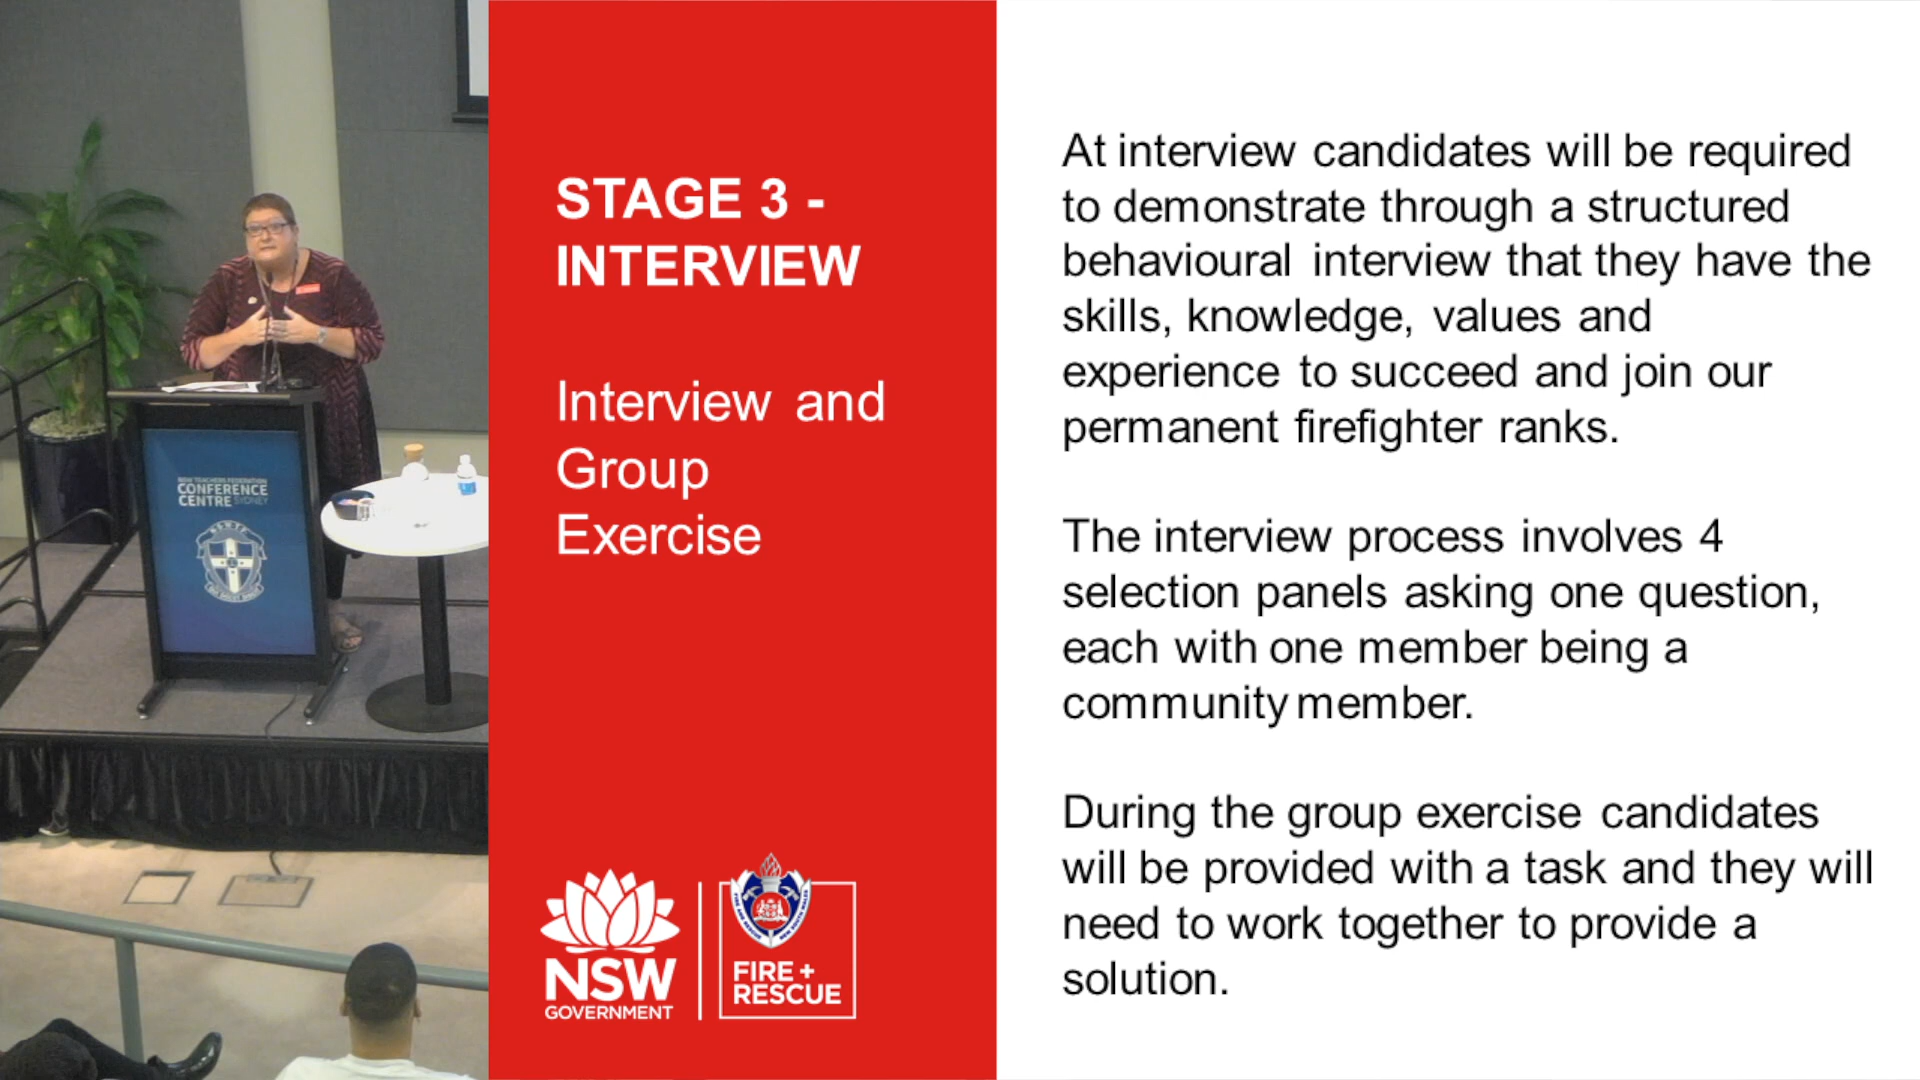 NSW TEACHERS FEDERATION
CONFERENCE
CENTRE SYDNEY
STAGE 3 -
INTERVIEW
Interview and
Group
Exercise
NSW
GOVERNMENT
FIRE +
RESCUE
At interview candidates will be required
to demonstrate through a structured
behavioural interview that they have the
skills, knowledge, values and
experience to succeed and join our
permanent firefighter ranks.
The interview process involves 4
selection panels asking one question,
each with one member being a
community member.
During the group exercise candidates
will be provided with a task and they will
need to work together to provide a
solution.